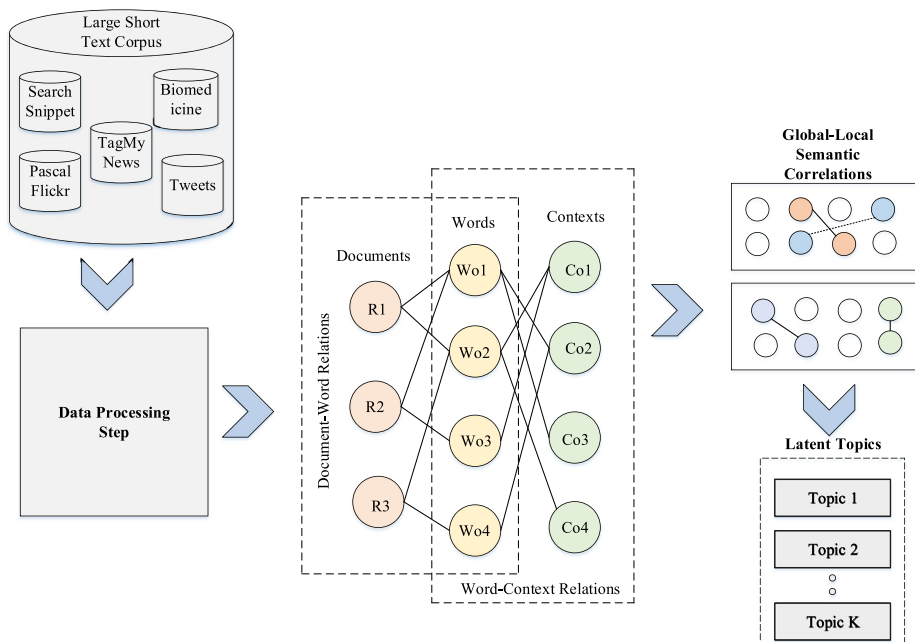 Large Short
Text Corpus
Search
Snippet
Biomed
icine
TagMy
News
Pascal
Flickr
Tweets
Data Processing
Step
Documents
Words
Contexts
R1
R2
R3
Wo1
Wo2
Wo3
Wo4
Co1
Co2
Co3
Co4
Document-Word Relations
Word-Context Relations
Global-Local
Semantic
Correlations
Latent Topics
Topic 1
Topic 2
Topic K